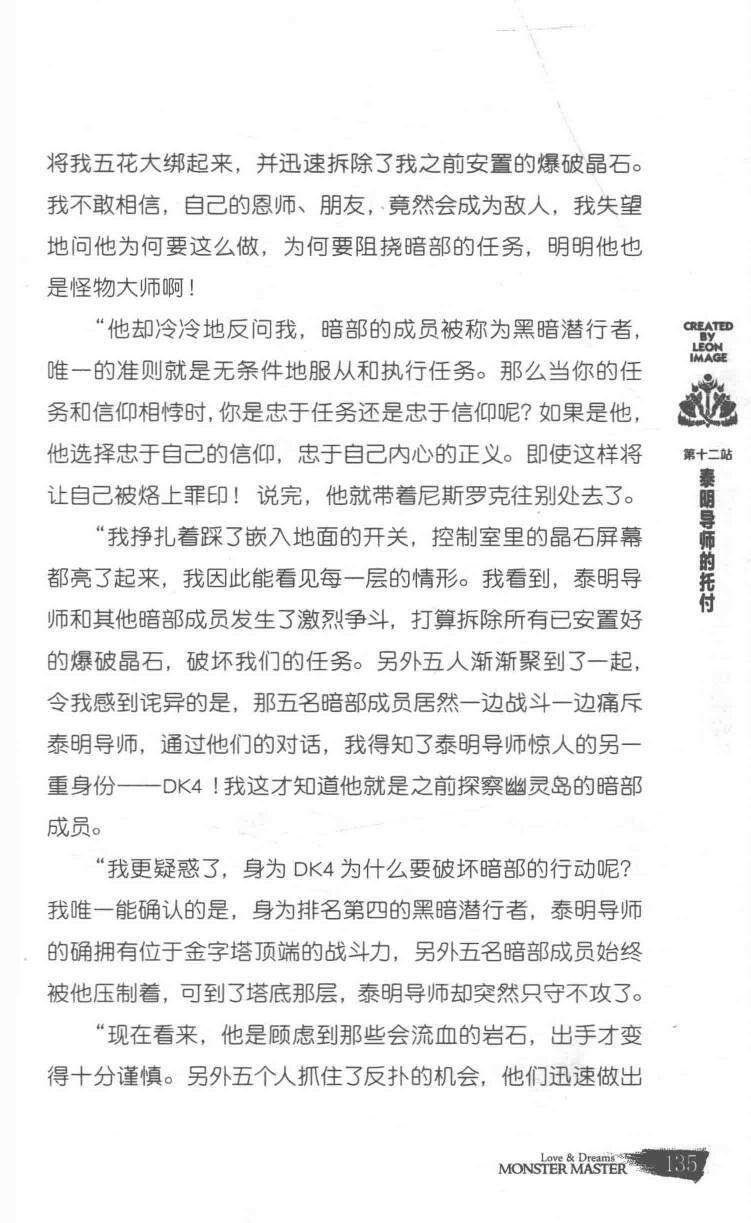 将我五花大绑起来，并迅速拆除了我之前安置的爆破晶石。
我不敢相信，自己的恩师、朋友，竟然会成为敌人，我失望
地问他为何要这么做，为何要阻挠暗部的任务，明明他也
是怪物大师啊！
“他却冷冷地反问我，暗部的成员被称为黑暗潜行者，
唯一的准则就是无条件地服从和执行任务。那么当你的任
务和信仰相悖时，你是忠于任务还是忠于信仰呢？如果是他，
他选择忠于自己的信仰，忠于自己内心的正义。即使这样将
让自己被烙上罪印！说完，他就带着尼斯罗克往别处去了。
“我挣扎着踩了嵌入地面的开关，控制室里的晶石屏幕
都亮了起来，我因此能看见每一层的情形。我看到，泰明导
师和其他暗部成员发生了激烈争斗，打算拆除所有已安置好
的爆破晶石，破坏我们的任务。另外五人渐渐聚到了一起，
令我感到诧异的是，那五名暗部成员居然一边战斗一边痛斥
泰明导师，通过他们的对话，我得知了泰明导师惊人的另一
重身份——DK4！我这才知道他就是之前探察幽灵岛的暗部
成员。
“我更疑惑了，身为 DK4 为什么要破坏暗部的行动呢？
我唯一能确认的是，身为排名第四的黑暗潜行者，泰明导师
的确拥有位于金字塔顶端的战斗力，另外五名暗部成员始终
被他压制着，可到了塔底那层，泰明导师却突然只守不攻了。
“现在看来，他是顾虑到那些会流血的岩石，出手才变
得十分谨慎。另外五个人抓住了反扑的机会，他们迅速做出
CREATED
BY
LEON
IMAGE
第十二站
泰明导师的托付
Love & Dreams
MONSTER MASTER
135